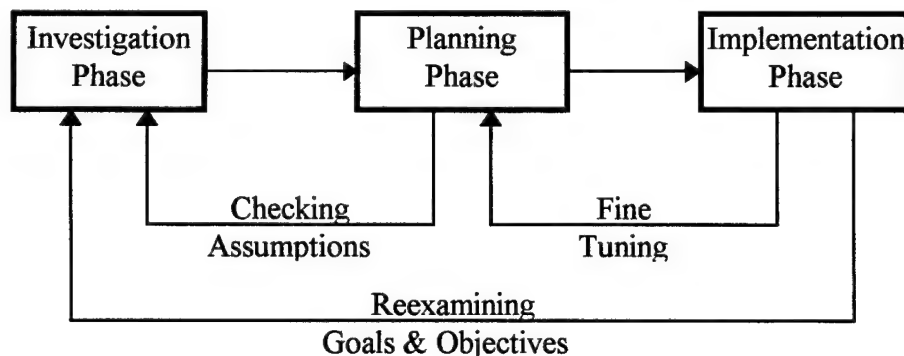 Investigation
Phase
Planning
Phase
Implementation
Phase
Checking
Assumptions
Fine
Tuning
Reexamining
Goals & Objectives